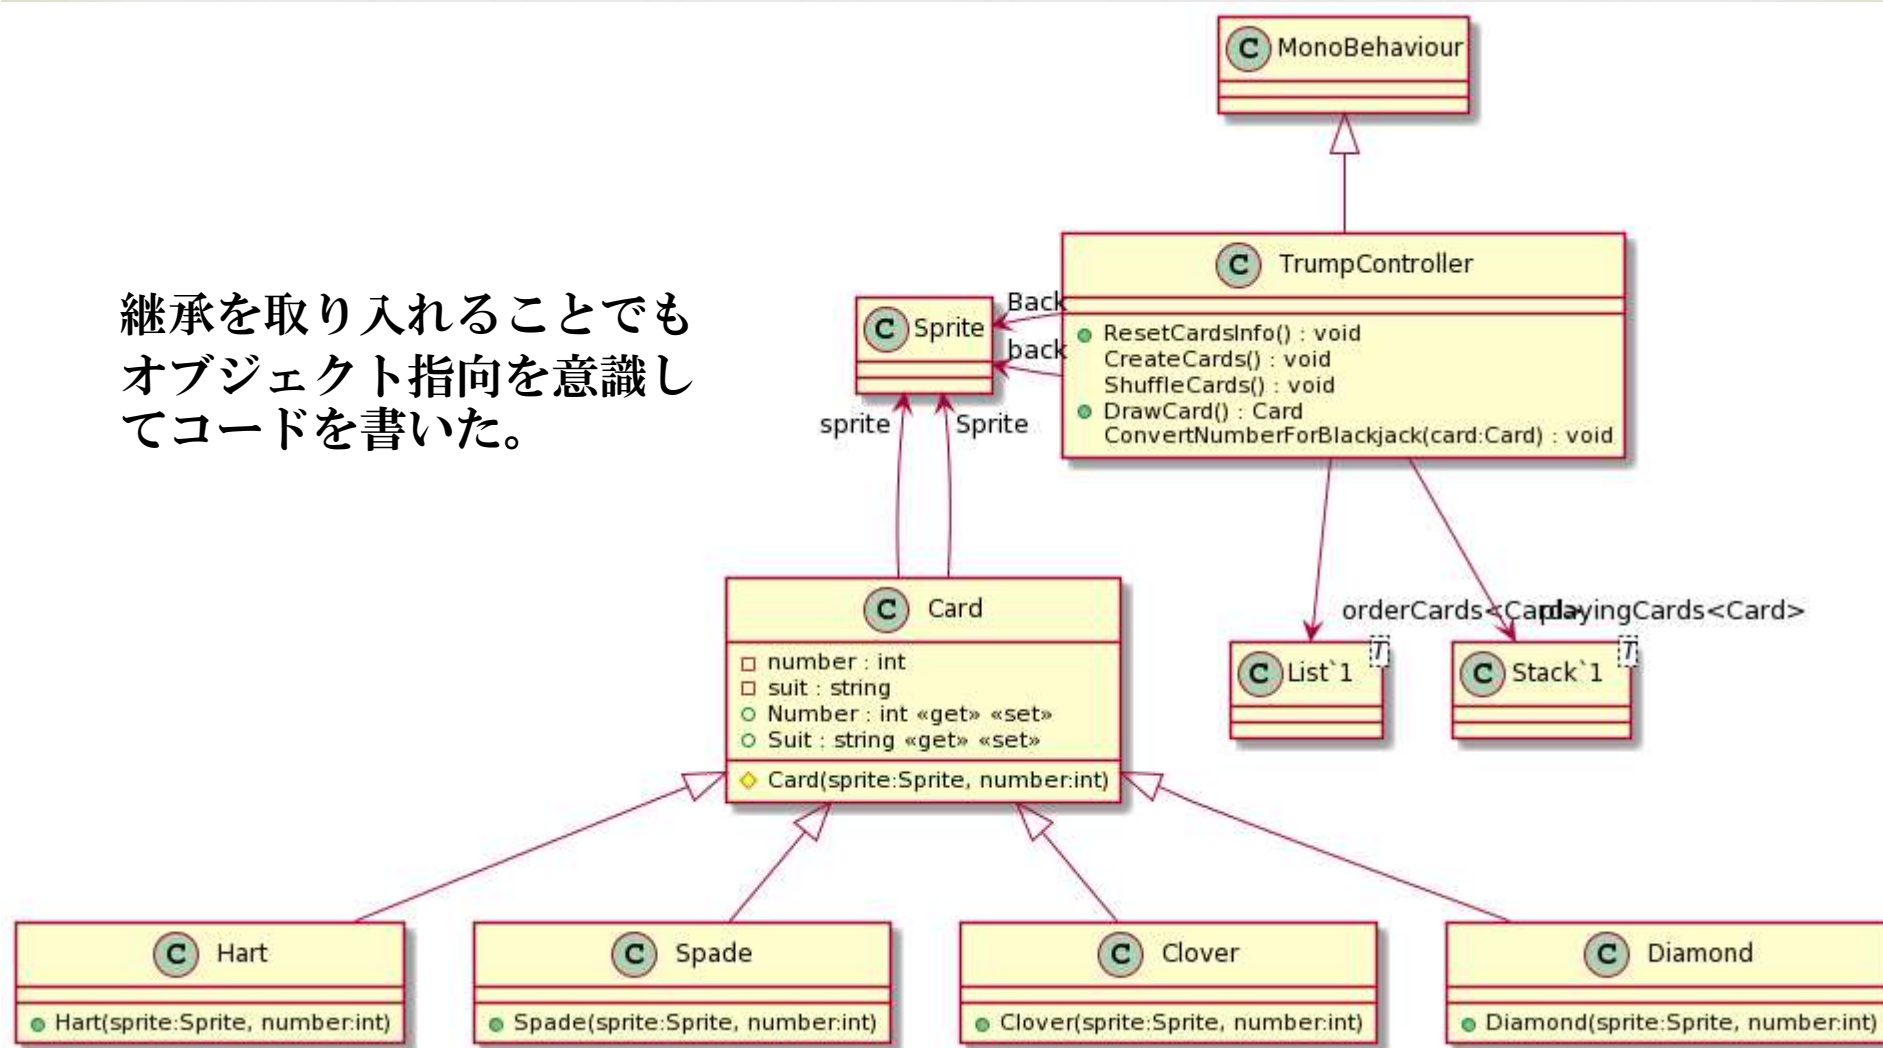 継承を取り入れることでも
オブジェクト指向を意識し
てコードを書いた。
C MonoBehaviour
C TrumpController
ResetCardsInfo() : void
CreateCards() : void
ShuffleCards() : void
DrawCard() : Card
ConvertNumberForBlackjack(card:Card) : void
Back
C Sprite
back
sprite
Sprite
C Card
number : int
suit : string
Number : int «get» «set»
Suit : string «get» «set»
Card(sprite:Sprite, number:int)
orderCards<Card>
playingCards<Card>
C List`1
T
C Stack`1
T
C Hart
Hart(sprite:Sprite, number:int)
C Spade
Spade(sprite:Sprite, number:int)
C Clover
Clover(sprite:Sprite, number:int)
C Diamond
Diamond(sprite:Sprite, number:int)